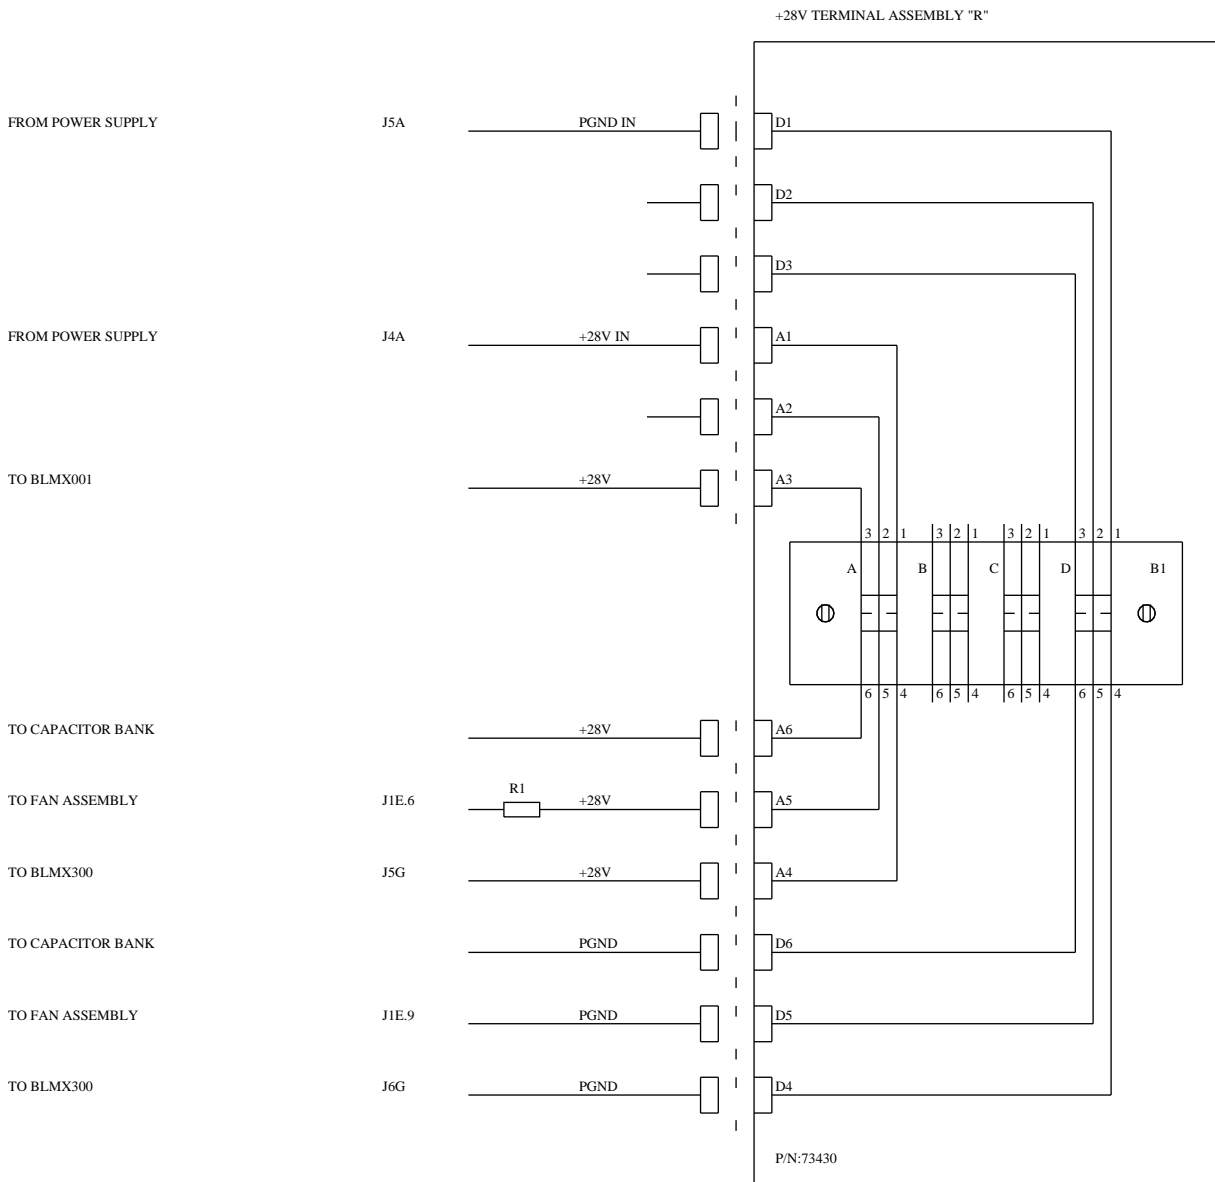 +28V TERMINAL ASSEMBLY "R"
FROM POWER SUPPLY J5A PGND IN D1
D2
D3
FROM POWER SUPPLY J4A +28V IN A1
A2
TO BLMX001 +28V A3
3 2 1 3 2 1 3 2 1 3 2 1
A B C D B1
6 5 4 6 5 4 6 5 4 6 5 4
TO CAPACITOR BANK +28V A6
R1
TO FAN ASSEMBLY J1E.6 +28V A5
TO BLMX300 J5G +28V A4
TO CAPACITOR BANK PGND D6
TO FAN ASSEMBLY J1E.9 PGND D5
TO BLMX300 J6G PGND D4
P/N:73430